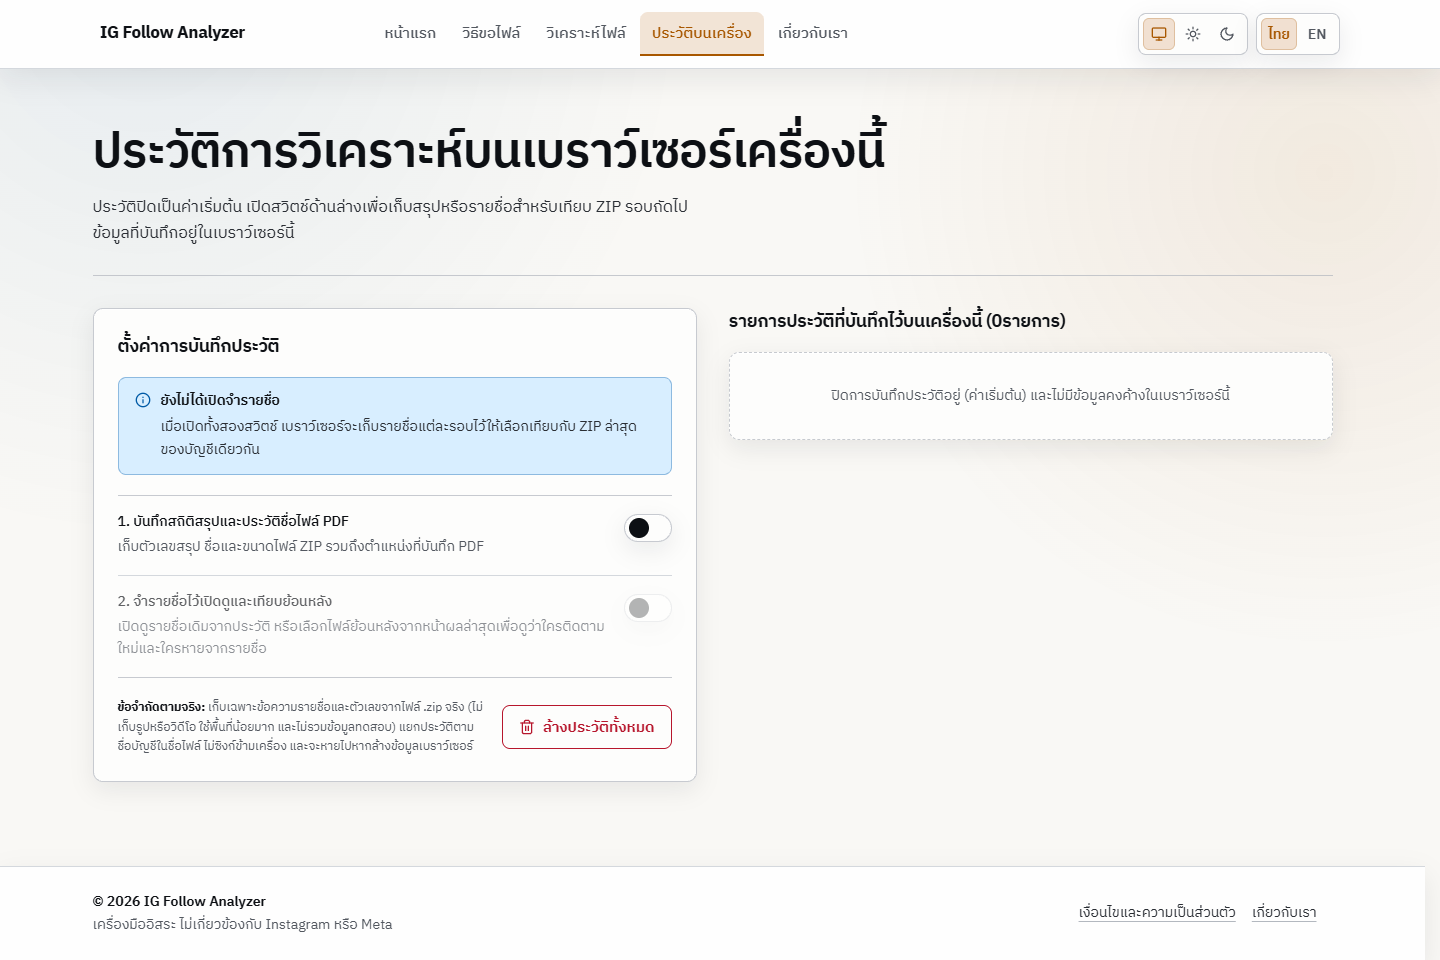 IG Follow Analyzer
หน้าแรก
วิธีขอไฟล์
วิเคราะห์ไฟล์
ประวัติบนเครื่อง
เกี่ยวกับเรา
ไทย
EN
ประวัติการวิเคราะห์บนเบราว์เซอร์เครื่องนี้
ประวัติปิดเป็นค่าเริ่มต้น เปิดสวิตช์ด้านล่างเพื่อเก็บสรุปหรือรายชื่อสำหรับเทียบ ZIP รอบถัดไป
ข้อมูลที่บันทึกอยู่ในเบราว์เซอร์นี้
ตั้งค่าการบันทึกประวัติ
ยังไม่ได้เปิดจำรายชื่อ
เมื่อเปิดทั้งสองสวิตช์ เบราว์เซอร์จะเก็บรายชื่อแต่ละรอบไว้ให้เลือกเทียบกับ ZIP ล่าสุด
ของบัญชีเดียวกัน
1. บันทึกสถิติสรุปและประวัติชื่อไฟล์ PDF
เก็บตัวเลขสรุป ชื่อและขนาดไฟล์ ZIP รวมถึงตำแหน่งที่บันทึก PDF
2. จำรายชื่อไว้เปิดดูและเทียบย้อนหลัง
เปิดดูรายชื่อเดิมจากประวัติ หรือเลือกไฟล์ย้อนหลังจากหน้าผลล่าสุดเพื่อดูว่าใครติดตาม
ใหม่และใครหายจากรายชื่อ
ข้อจำกัดตามจริง: เก็บเฉพาะข้อความรายชื่อและตัวเลขจากไฟล์ .zip จริง (ไม่
เก็บรูปหรือวิดีโอ ใช้พื้นที่น้อยมาก และไม่รวมข้อมูลทดสอบ) แยกประวัติตาม
ชื่อบัญชีในชื่อไฟล์ ไม่ซิงก์ข้ามเครื่อง และจะหายไปหากล้างข้อมูลเบราว์เซอร์
ล้างประวัติทั้งหมด
รายการประวัติที่บันทึกไว้บนเครื่องนี้ (0รายการ)
ปิดการบันทึกประวัติอยู่ (ค่าเริ่มต้น) และไม่มีข้อมูลคงค้างในเบราว์เซอร์นี้
© 2026 IG Follow Analyzer
เครื่องมืออิสระ ไม่เกี่ยวข้องกับ Instagram หรือ Meta
เงื่อนไขและความเป็นส่วนตัว
เกี่ยวกับเรา